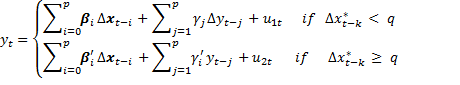 y_t = { ∑_{i=0}^{p} β_i Δx_{t−i} + ∑_{j=1}^{p} γ_j Δy_{t−j} + u_{1t}   if  Δx^*_{t−k} < q
∑_{i=0}^{p} β′_i Δx_{t−i} + ∑_{j=1}^{p} γ′_i y_{t−j} + u_{2t}   if   Δx^*_{t−k} ≥ q